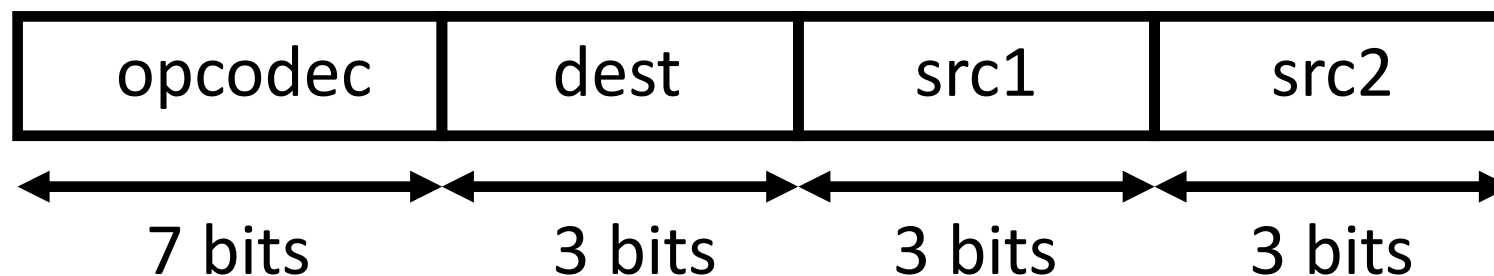 opcodec dest src1 src2
7 bits 3 bits 3 bits 3 bits